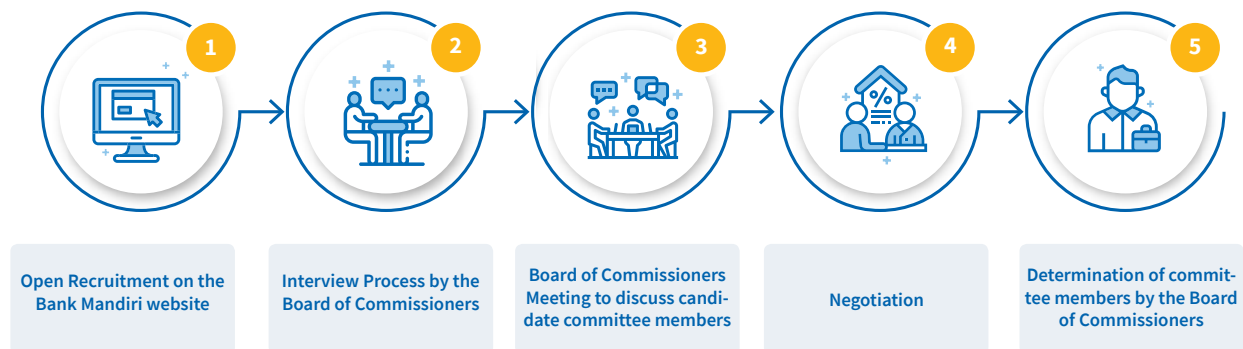 1
2
3
4
5
%
Open Recruitment on the
Bank Mandiri website
Interview Process by the
Board of Commissioners
Board of Commissioners
Meeting to discuss candi-
date committee members
Negotiation
Determination of commit-
tee members by the Board
of Commissioners